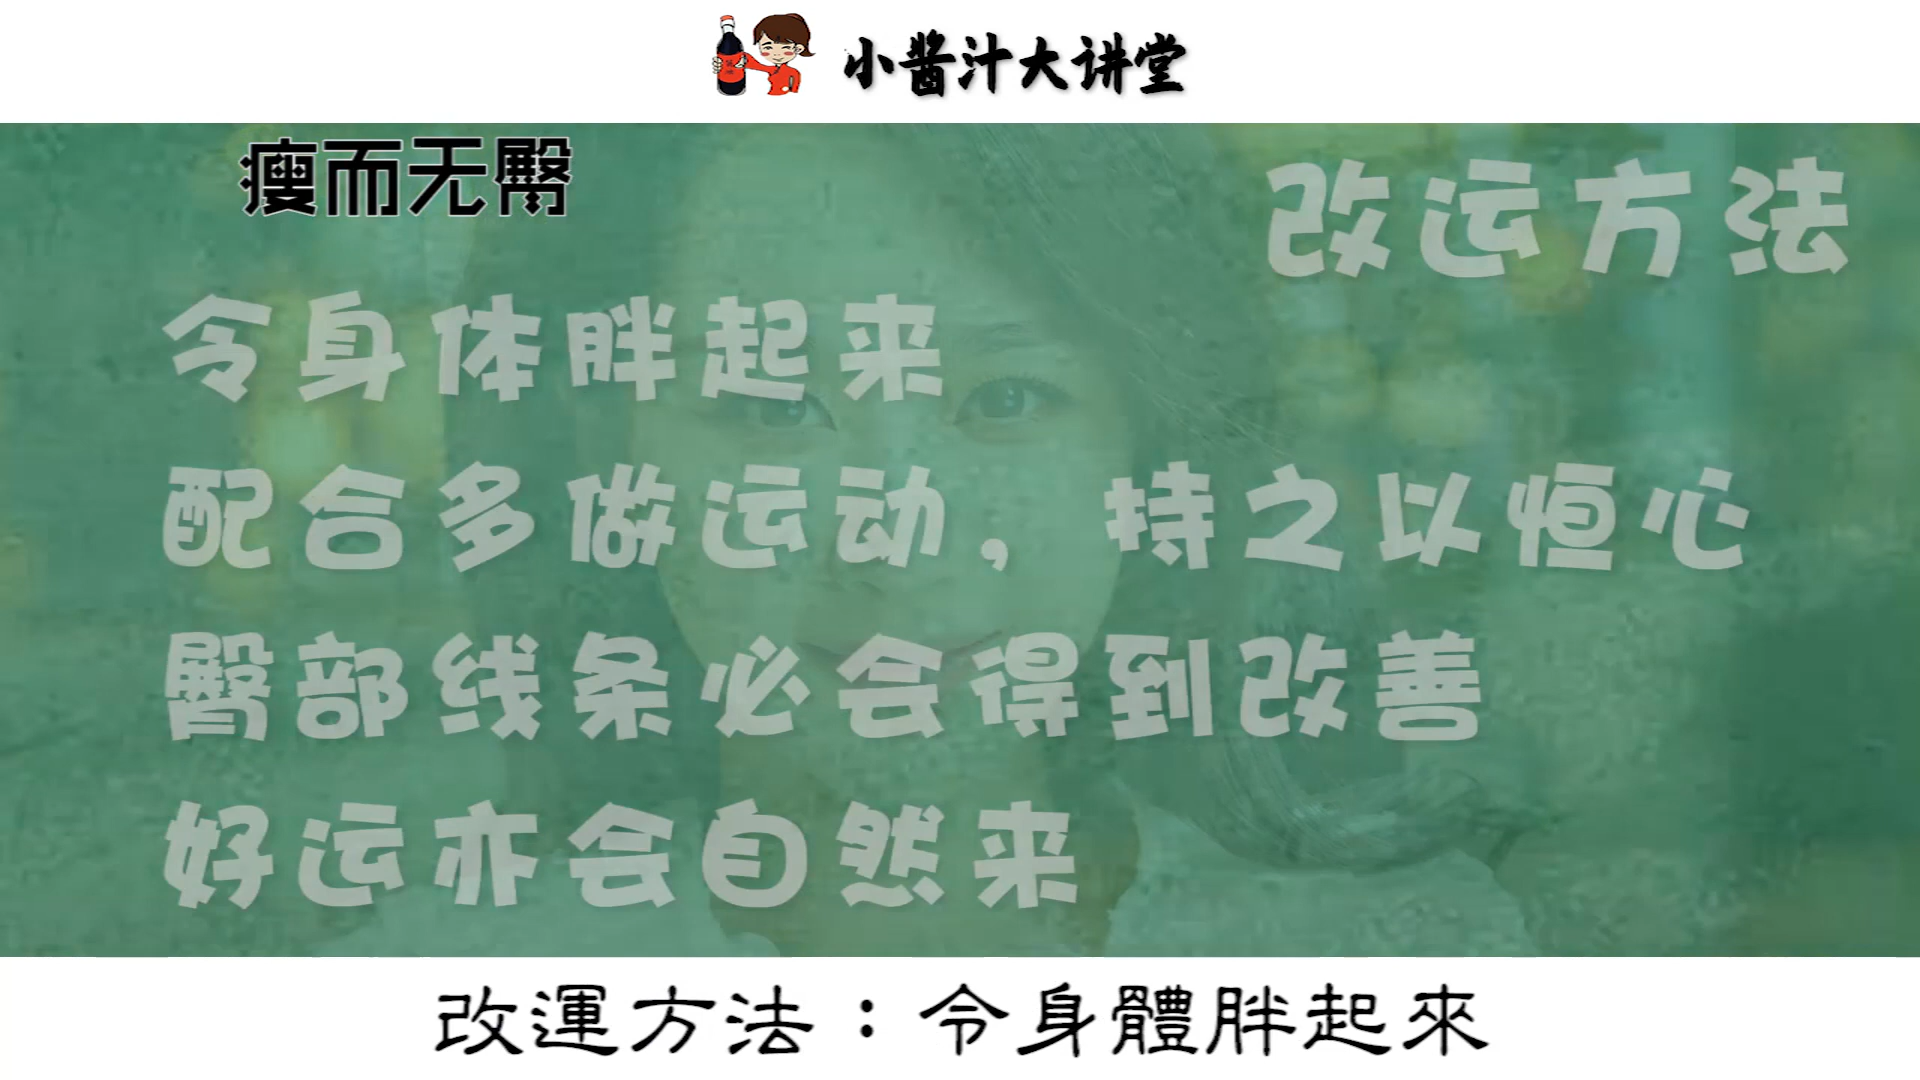 小酱汁大讲堂
瘦而无臀
改运方法
令身体胖起来
配合多做运动，持之以恒心
臀部线条必会得到改善
好运亦会自然来
改運方法：令身體胖起來